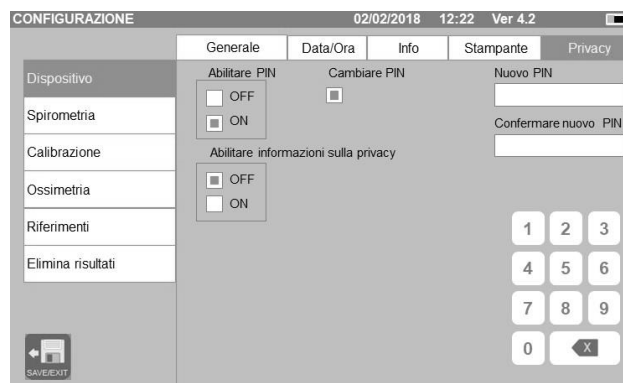 CONFIGURAZIONE 02/02/2018 12:22 Ver 4.2
Generale Data/Ora Info Stampante Privacy
Dispositivo
Spirometria
Calibrazione
Ossimetria
Riferimenti
Elimina risultati
Abilitare PIN
OFF
ON
Cambiare PIN
Abilitare informazioni sulla privacy
OFF
ON
Nuovo PIN
Confermare nuovo PIN
1 2 3
4 5 6
7 8 9
0 X
SAVE/EXIT